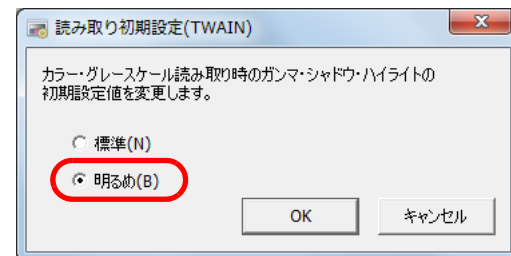 読み取り初期設定(TWAIN)
カラー・グレースケール読み取り時のガンマ・シャドウ・ハイライトの
初期設定値を変更します。
標準(N)
明るめ(B)
OK
キャンセル